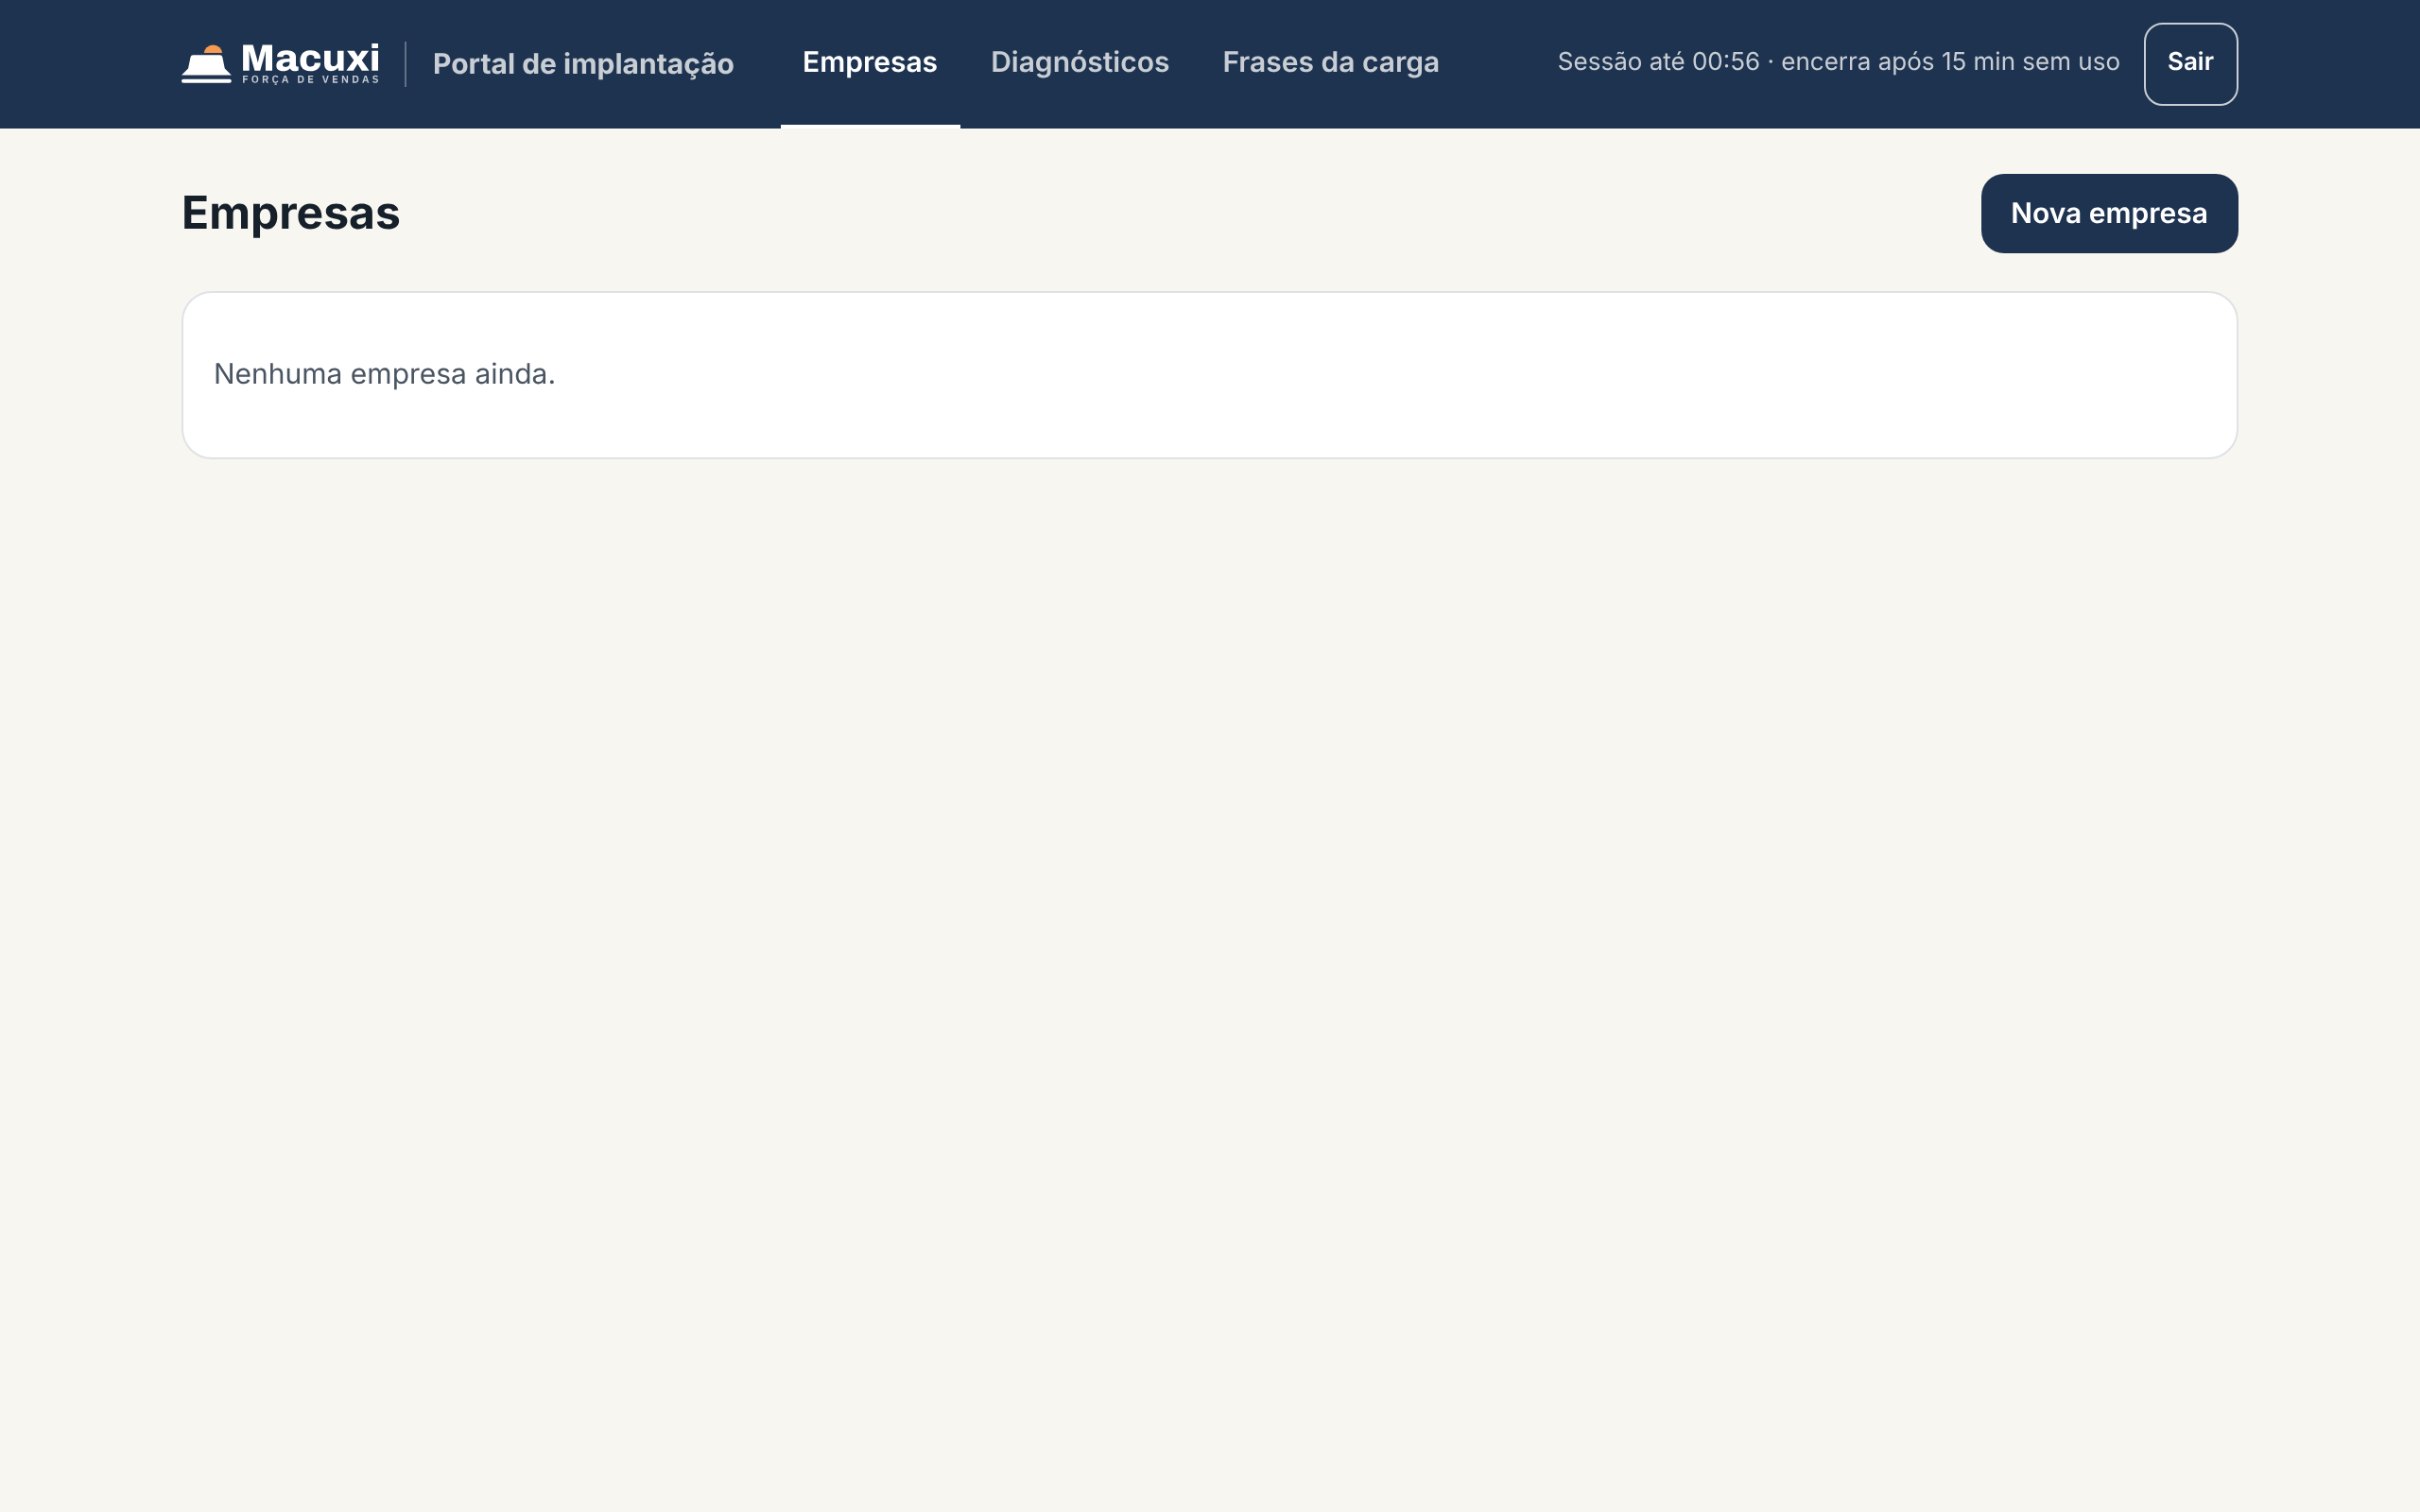 Macuxi
FORÇA DE VENDAS
Portal de implantação
Empresas
Diagnósticos
Frases da carga
Sessão até 00:56 · encerra após 15 min sem uso
Sair
Empresas
Nova empresa
Nenhuma empresa ainda.